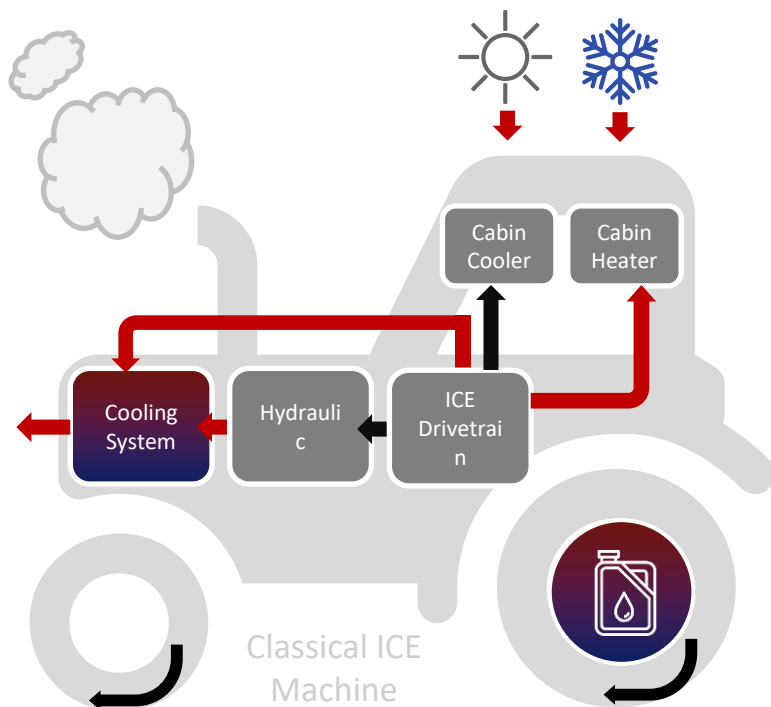 Cabin
Cooler
Cabin
Heater
Cooling
System
Hydrauli
c
ICE
Drivetrai
n
Classical ICE
Machine